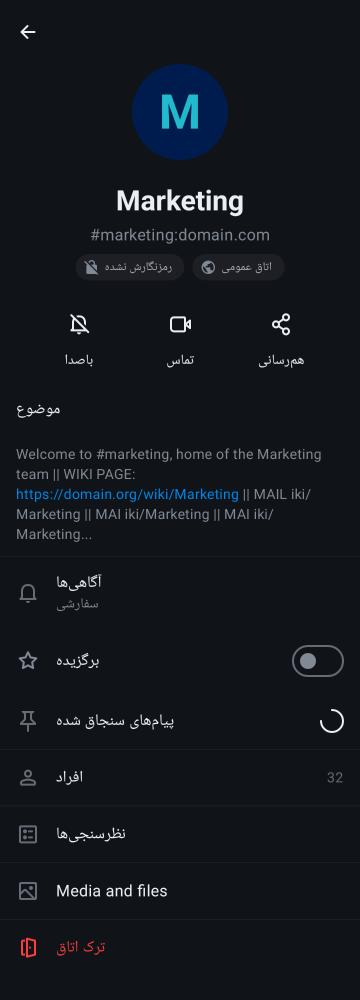 M
Marketing
#marketing:domain.com
رمزنگارش نشده
اتاق عمومی
باصدا
تماس
هم‌رسانی
موضوع
Welcome to #marketing, home of the Marketing
team || WIKI PAGE:
https://domain.org/wiki/Marketing || MAIL iki/
Marketing || MAI iki/Marketing || MAI iki/
Marketing...
آگاهی‌ها
سفارشی
برگزیده
پیام‌های سنجاق شده
افراد
32
نظرسنجی‌ها
Media and files
ترک اتاق